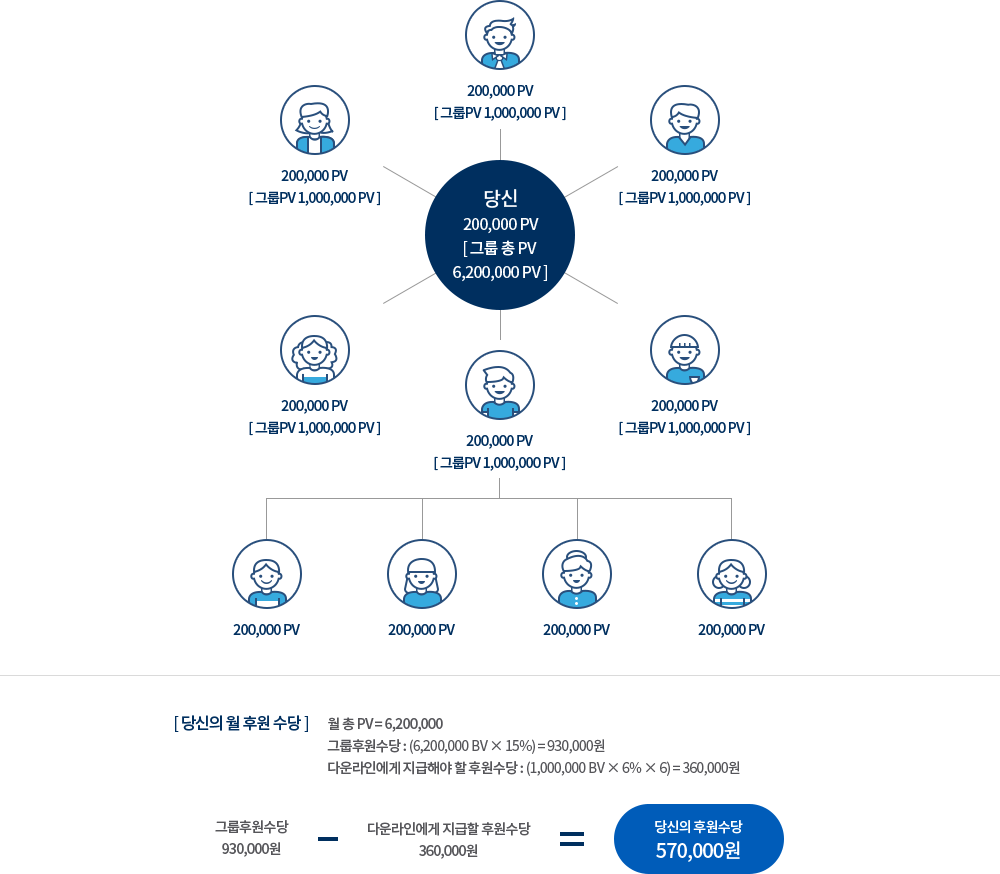 200,000 PV
[ 그룹PV 1,000,000 PV ]
200,000 PV
[ 그룹PV 1,000,000 PV ]
200,000 PV
[ 그룹PV 1,000,000 PV ]
당신
200,000 PV
[ 그룹 총 PV
6,200,000 PV ]
200,000 PV
[ 그룹PV 1,000,000 PV ]
200,000 PV
[ 그룹PV 1,000,000 PV ]
200,000 PV
[ 그룹PV 1,000,000 PV ]
200,000 PV
200,000 PV
200,000 PV
200,000 PV
[ 당신의 월 후원 수당 ]
월 총 PV = 6,200,000
그룹후원수당 : (6,200,000 BV × 15%) = 930,000원
다운라인에게 지급해야 할 후원수당 : (1,000,000 BV × 6% × 6) = 360,000원
그룹후원수당
930,000원
다운라인에게 지급할 후원수당
360,000원
당신의 후원수당
570,000원